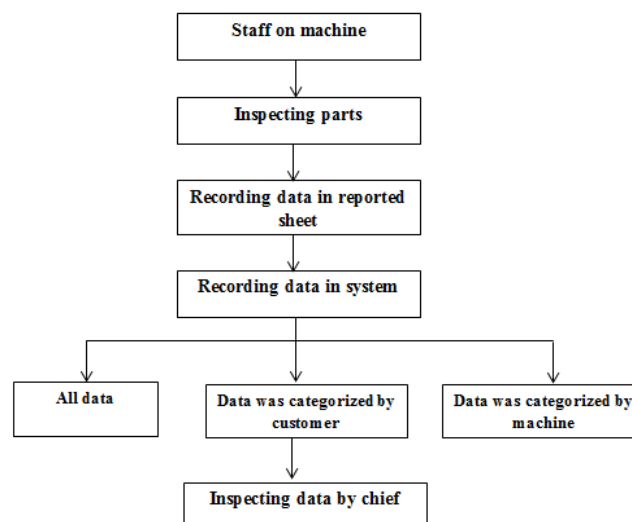 Staff on machine
Inspecting parts
Recording data in reported
sheet
Recording data in system
All data
Data was categorized by
customer
Data was categorized by
machine
Inspecting data by chief